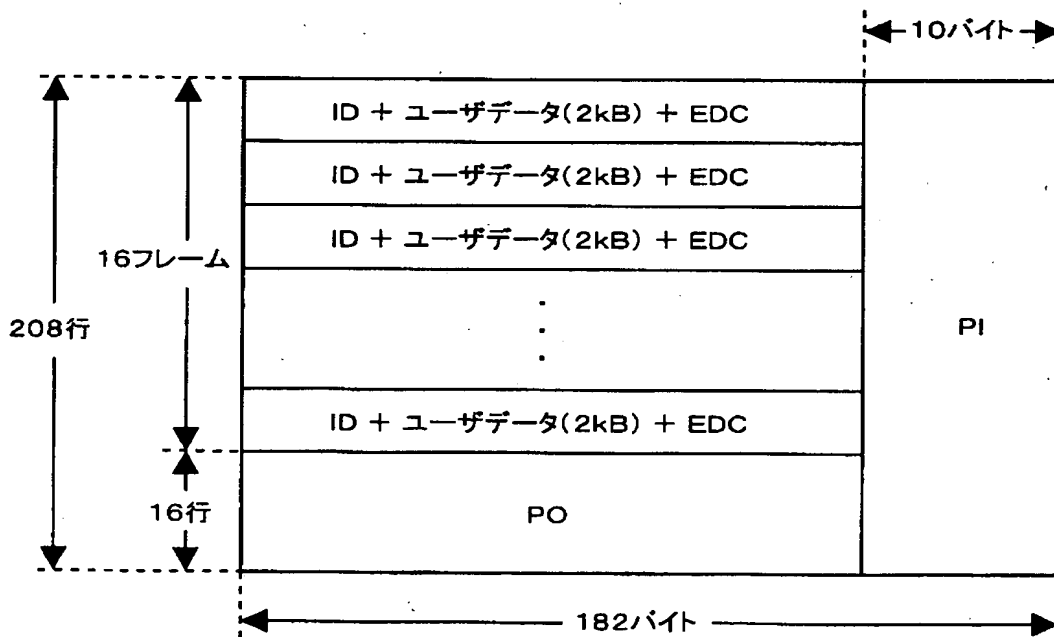 10バイト
ID + ユーザデータ(2kB) + EDC
ID + ユーザデータ(2kB) + EDC
ID + ユーザデータ(2kB) + EDC
16フレーム
208行
PI
ID + ユーザデータ(2kB) + EDC
16行
PO
182バイト